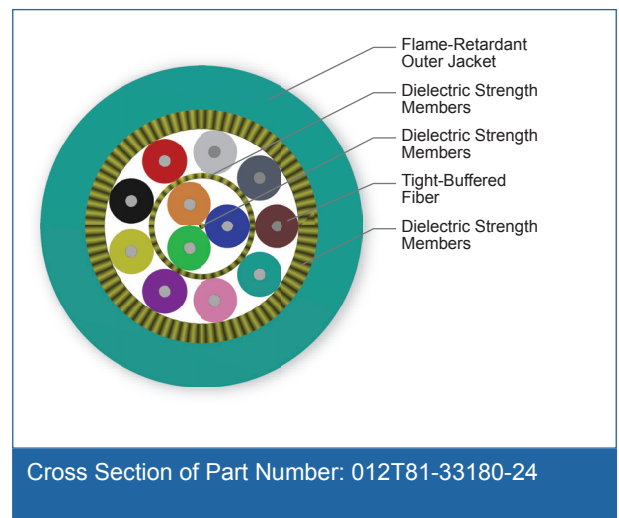 Flame-Retardant
Outer Jacket
Dielectric Strength
Members
Dielectric Strength
Members
Tight-Buffered
Fiber
Dielectric Strength
Members
Cross Section of Part Number: 012T81-33180-24